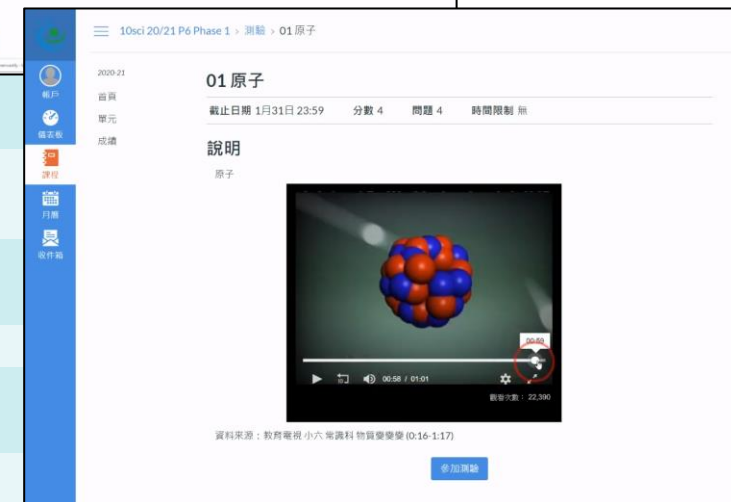 10sci 20/21 P6 Phase 1 › 測驗 › 01 原子
帳戶
儀表板
課程
月曆
收件箱
2020-21
首頁
單元
成績
01 原子
截止日期 1月31日 23:59 分數 4 問題 4 時間限制 無
說明
原子
00:59
00:58 / 01:01
觀看次數： 22,390
資料來源：教育電視 小六 常識科 物質變變變 (0:16-1:17)
參加測驗